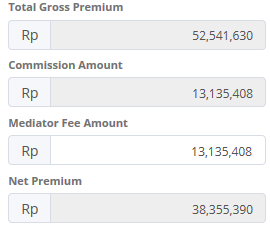 Total Gross Premium
Rp 52,541,630
Commission Amount
Rp 13,135,408
Mediator Fee Amount
Rp 13,135,408
Net Premium
Rp 38,355,390